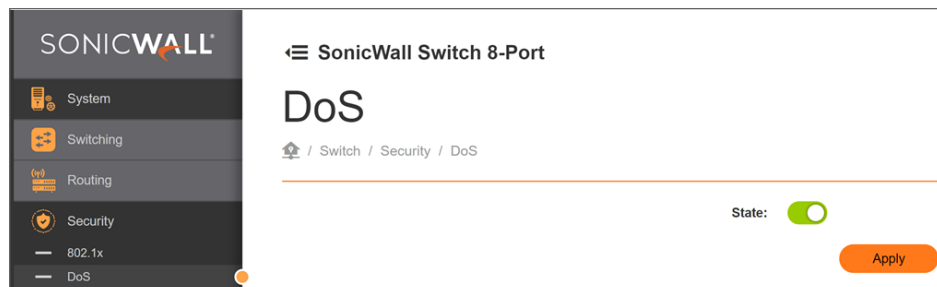 SONICWALL
System
Switching
Routing
Security
802.1x
DoS
SonicWall Switch 8-Port
DoS
/ Switch / Security / DoS
State:
Apply